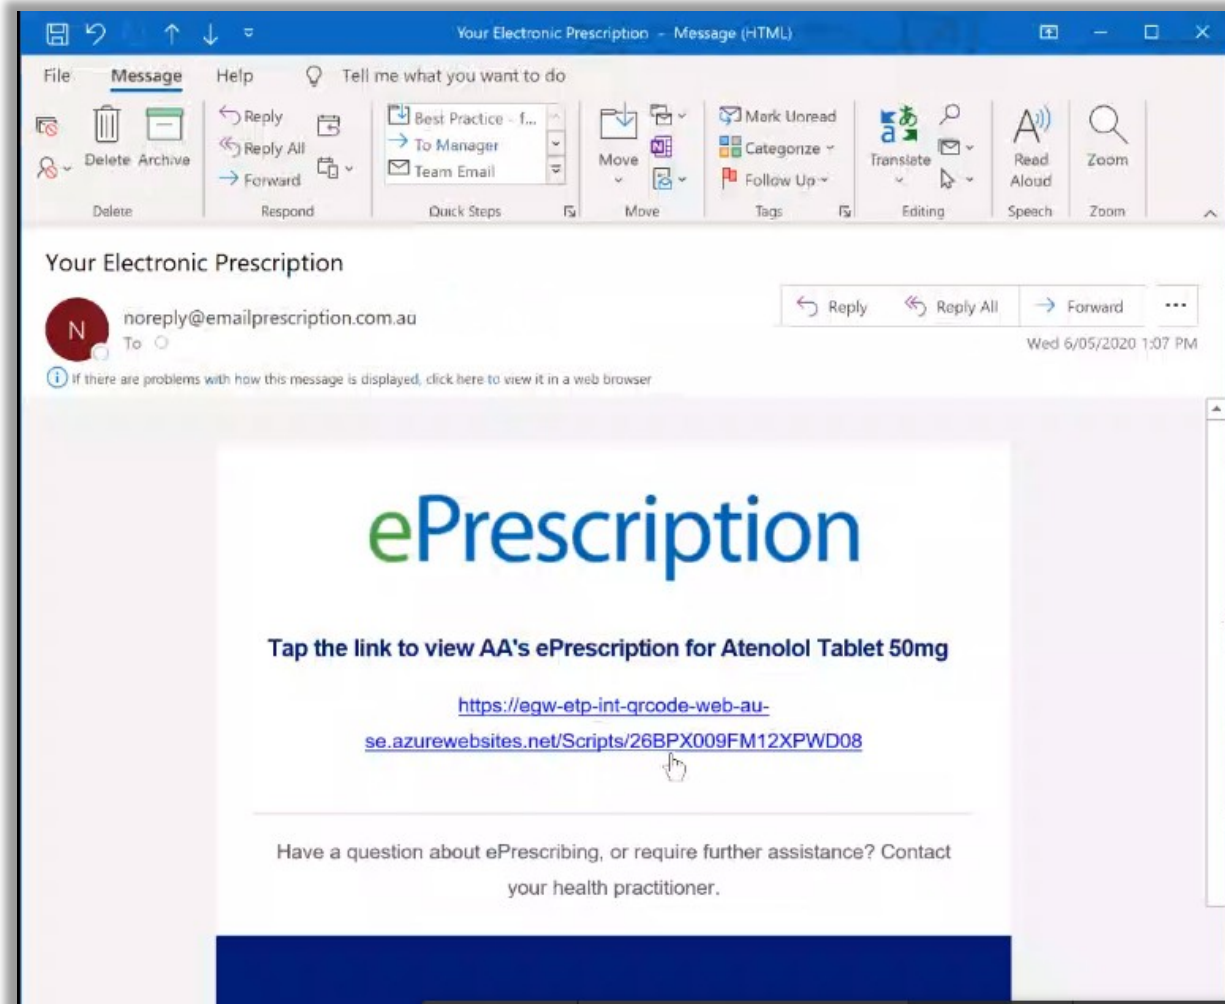 Your Electronic Prescription - Message (HTML)
File Message Help Tell me what you want to do
Delete Archive
Reply
Reply All
Forward
Best Practice - f...
To Manager
Team Email
Move
Mark Unread
Categorize
Follow Up
Translate
Read Aloud
Zoom
Delete Respond Quick Steps Move Tags Editing Speech Zoom
Your Electronic Prescription
N
noreply@emailprescription.com.au
To
Reply Reply All Forward ...
Wed 6/05/2020 1:07 PM
If there are problems with how this message is displayed, click here to view it in a web browser
ePrescription
Tap the link to view AA's ePrescription for Atenolol Tablet 50mg
https://egw-etp-int-qrcode-web-au-
se.azurewebsites.net/Scripts/26BPX009FM12XPWD08
Have a question about ePrescribing, or require further assistance? Contact
your health practitioner.